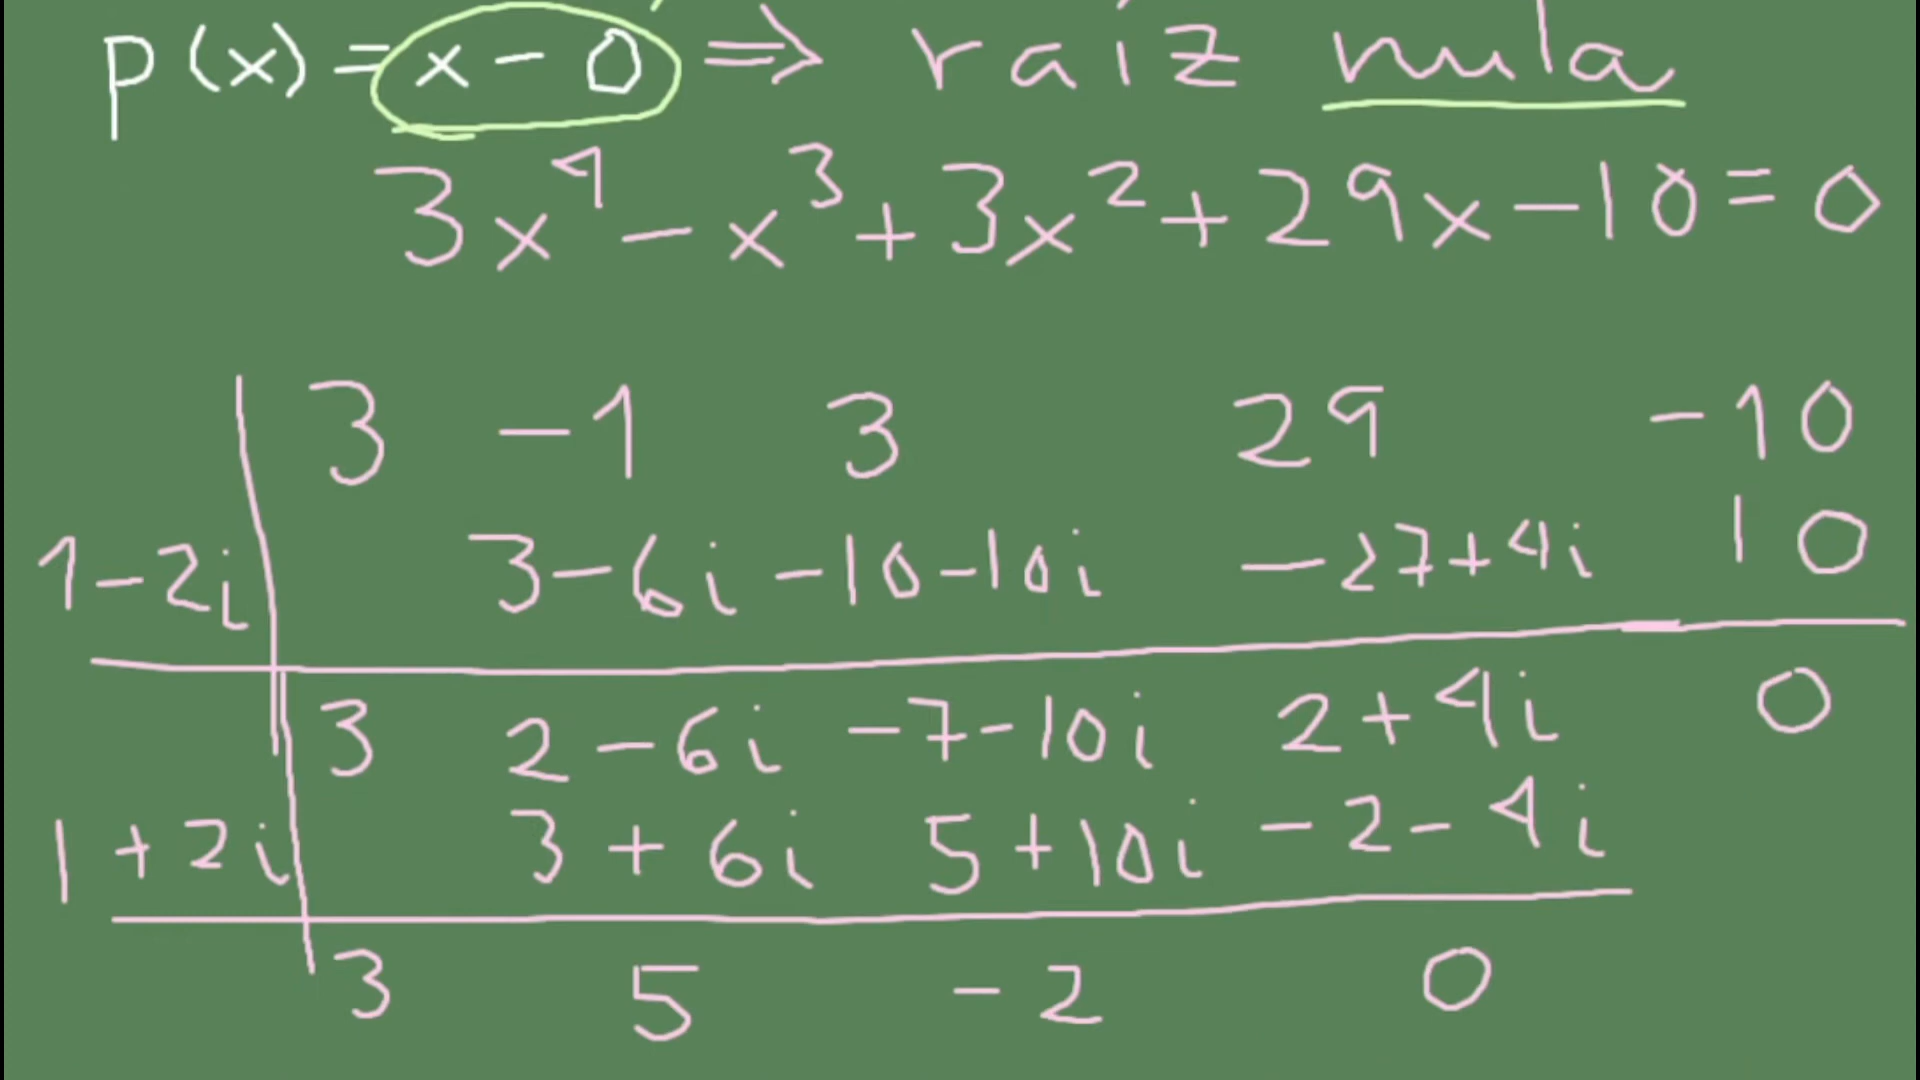 p(x) = x - 0 ⇒ raíz nula
3x⁴ - x³ + 3x² + 29x - 10 = 0
3 -1 3 29 -10
1-2i 3-6i -10-10i -27+4i 10
3 2-6i -7-10i 2+4i 0
1+2i 3+6i 5+10i -2-4i
3 5 -2 0